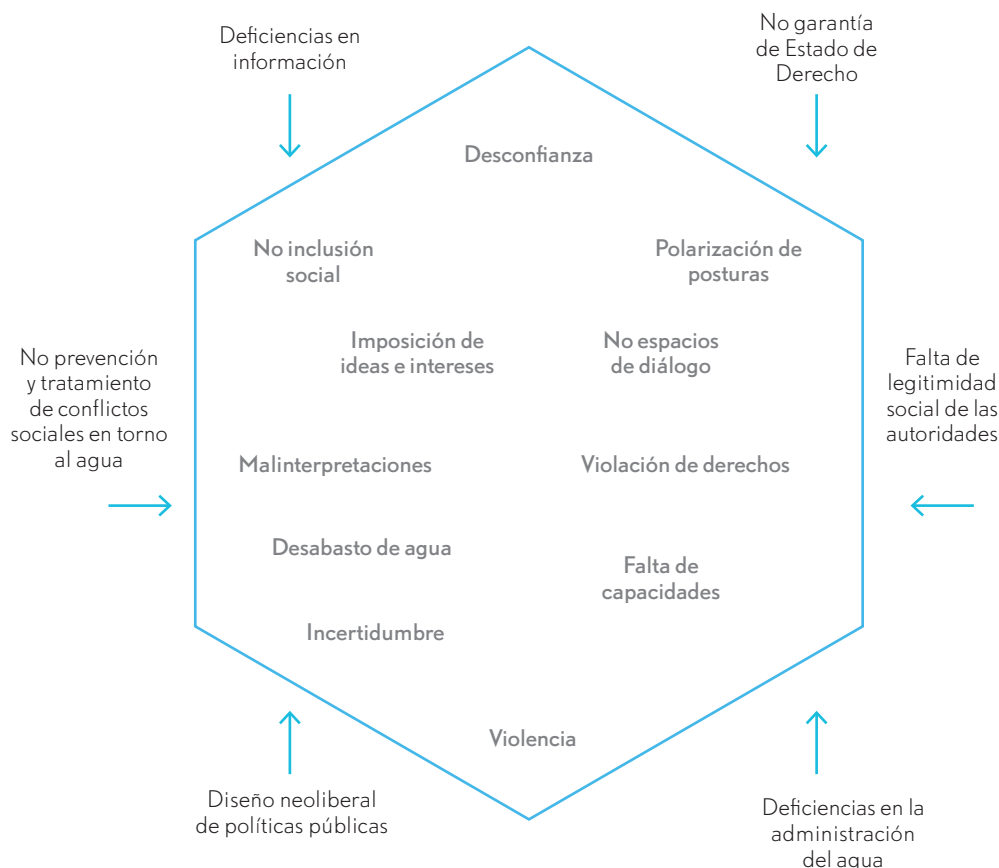 Deficiencias en
información
No garantía
de Estado de
Derecho
Desconfianza
No inclusión
social
Polarización de
posturas
Imposición de
ideas e intereses
No espacios
de diálogo
No prevención
y tratamiento
de conflictos
sociales en torno
al agua
Falta de
legitimidad
social de las
autoridades
Malinterpretaciones
Violación de derechos
Desabasto de agua
Falta de
capacidades
Incertidumbre
Violencia
Diseño neoliberal
de políticas públicas
Deficiencias en la
administración
del agua